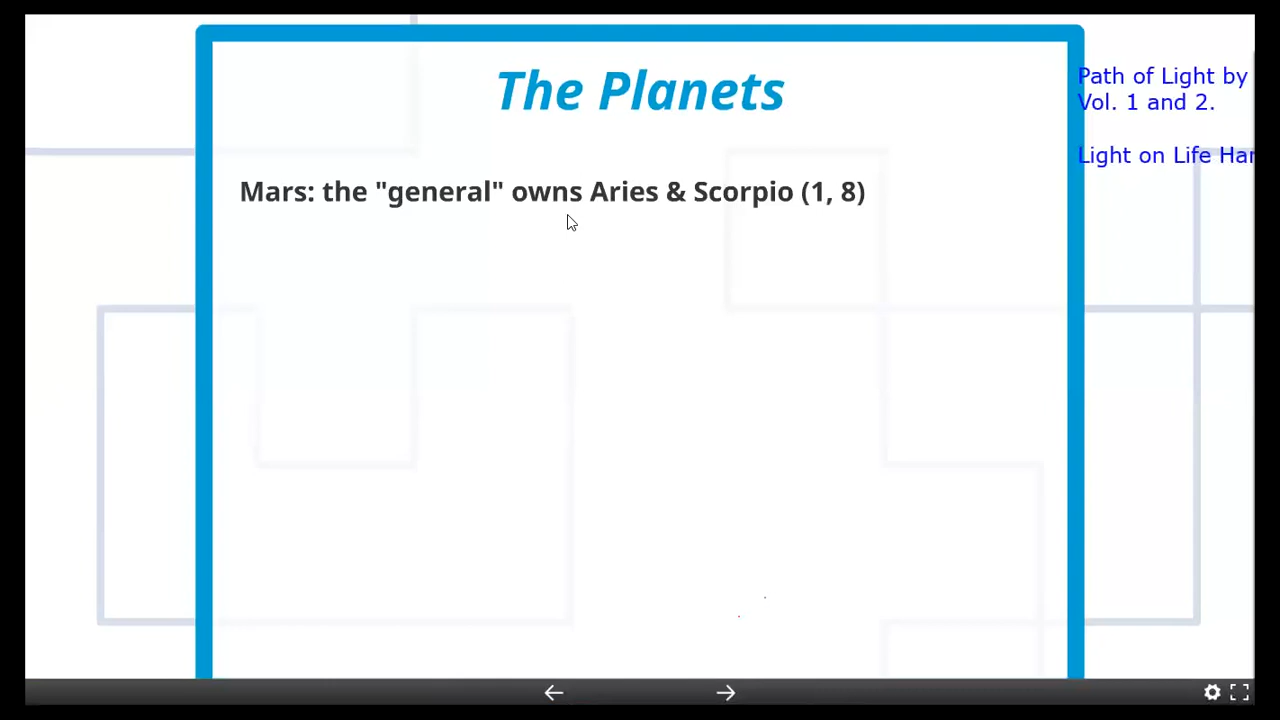 The Planets
Mars: the "general" owns Aries & Scorpio (1, 8)
Path of Light by
Vol. 1 and 2.
Light on Life